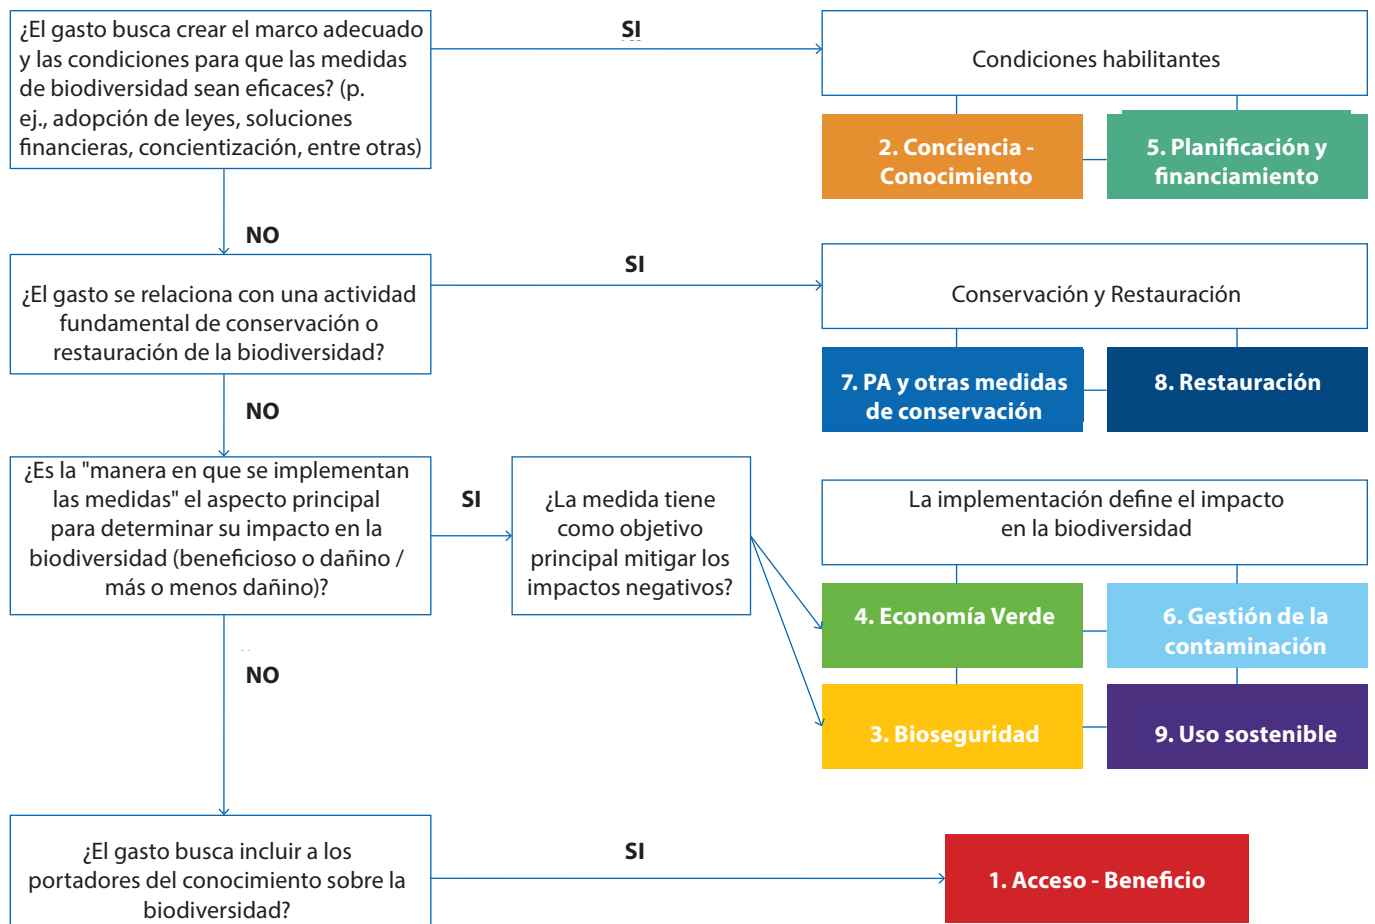 ¿El gasto busca crear el marco adecuado
y las condiciones para que las medidas
de biodiversidad sean eficaces? (p.
ej., adopción de leyes, soluciones
financieras, concientización, entre otras)
SI
Condiciones habilitantes
2. Conciencia -
Conocimiento
5. Planificación y
financiamiento
NO
¿El gasto se relaciona con una actividad
fundamental de conservación o
restauración de la biodiversidad?
SI
Conservación y Restauración
7. PA y otras medidas
de conservación
8. Restauración
NO
¿Es la "manera en que se implementan
las medidas" el aspecto principal
para determinar su impacto en la
biodiversidad (beneficioso o dañino /
más o menos dañino)?
SI
¿La medida tiene
como objetivo
principal mitigar los
impactos negativos?
La implementación define el impacto
en la biodiversidad
4. Economía Verde
6. Gestión de la
contaminación
3. Bioseguridad
9. Uso sostenible
NO
¿El gasto busca incluir a los
portadores del conocimiento sobre la
biodiversidad?
SI
1. Acceso - Beneficio